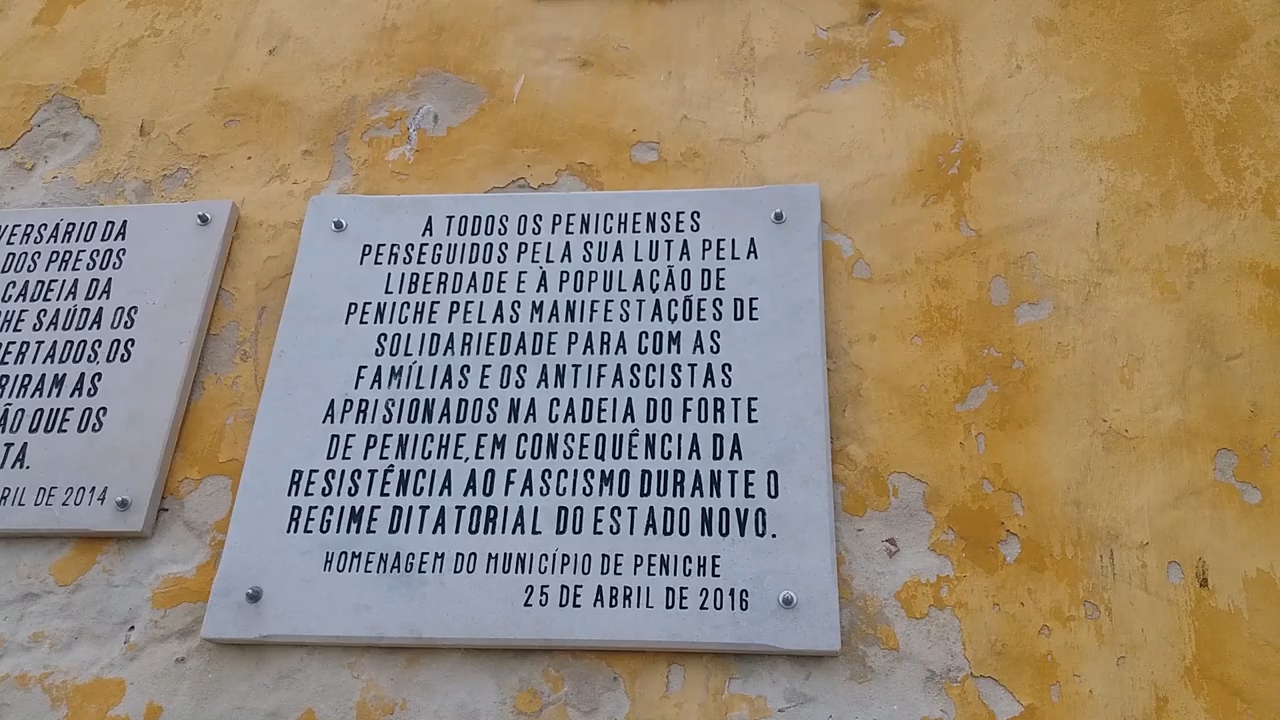 VERSÁRIO DA
DOS PRESOS
CADEIA DA
HE SAÚDA OS
ERTADOS, OS
RIRAM AS
ÃO QUE OS
TA.
RIL DE 2014
A TODOS OS PENICHENSES
PERSEGUIDOS PELA SUA LUTA PELA
LIBERDADE E À POPULAÇÃO DE
PENICHE PELAS MANIFESTAÇÕES DE
SOLIDARIEDADE PARA COM AS
FAMÍLIAS E OS ANTIFASCISTAS
APRISIONADOS NA CADEIA DO FORTE
DE PENICHE, EM CONSEQUÊNCIA DA
RESISTÊNCIA AO FASCISMO DURANTE O
REGIME DITATORIAL DO ESTADO NOVO.
HOMENAGEM DO MUNICÍPIO DE PENICHE
25 DE ABRIL DE 2016